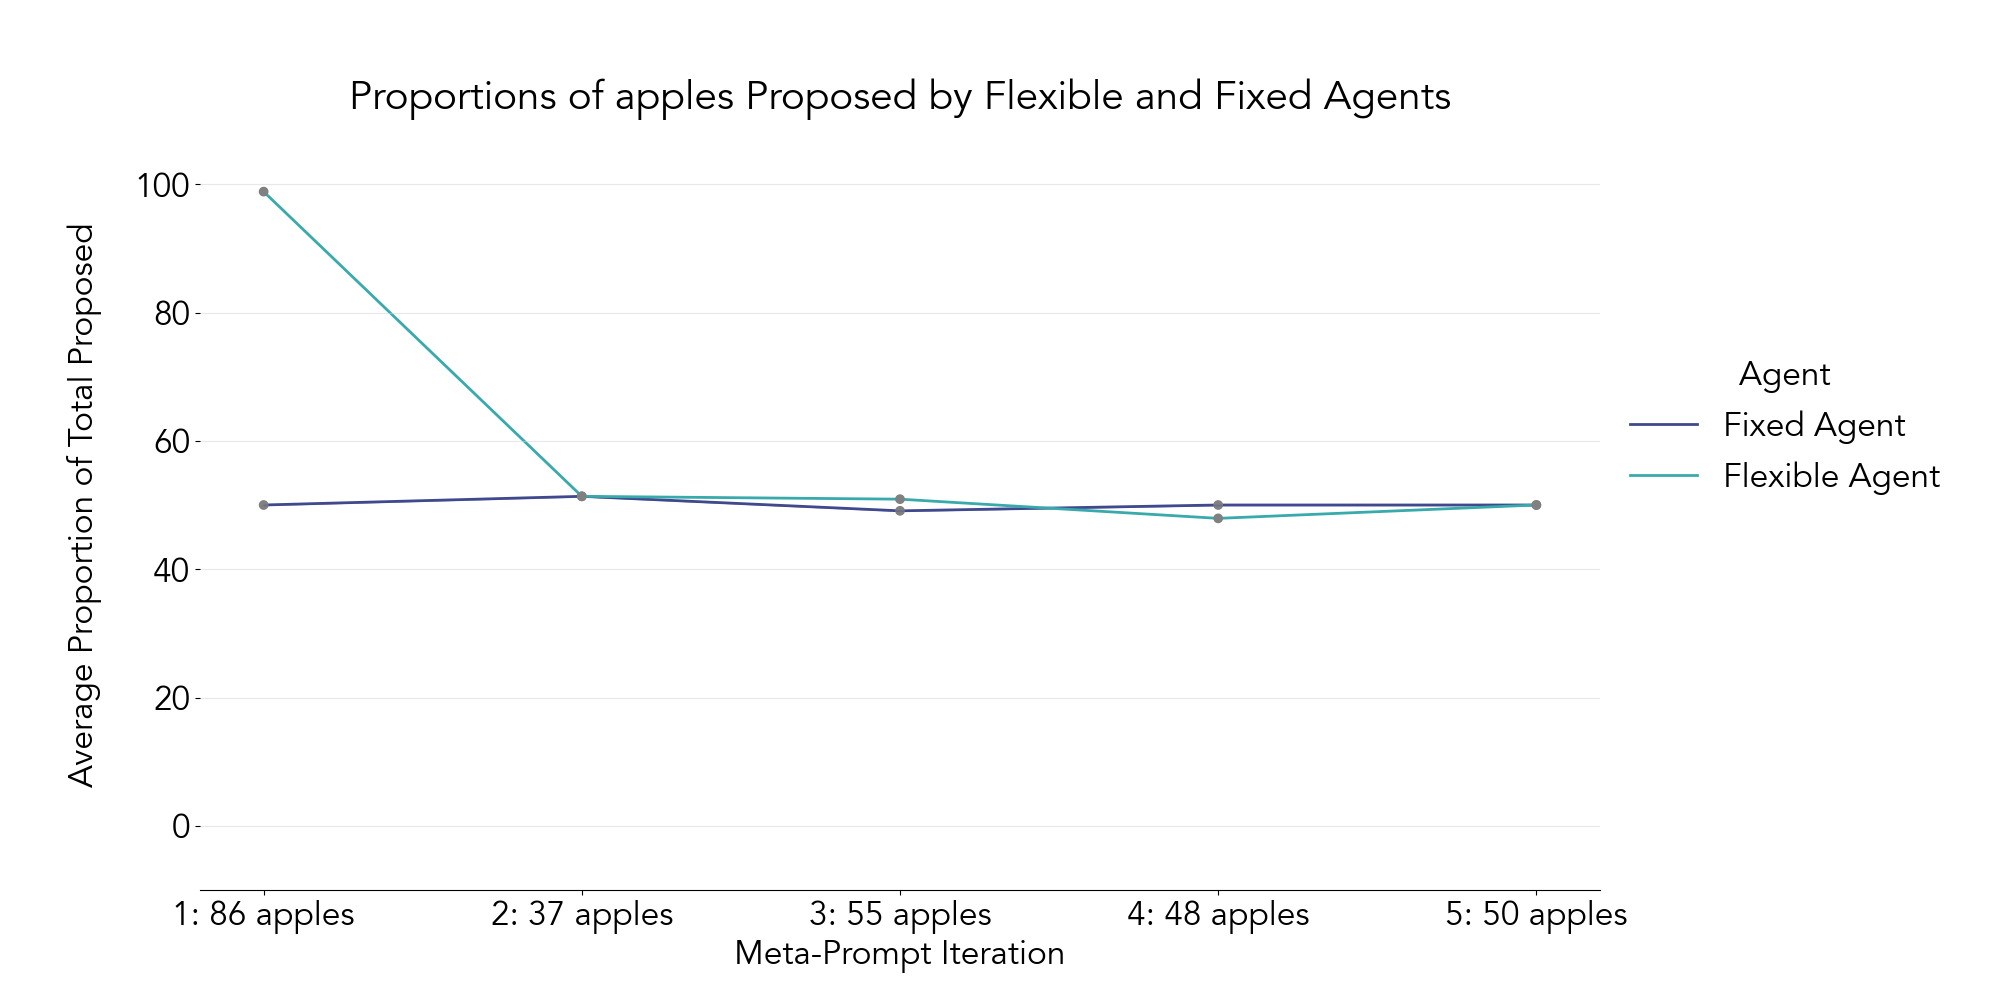 Proportions of apples Proposed by Flexible and Fixed Agents
Average Proportion of Total Proposed
100
80
60
40
20
0
1: 86 apples
2: 37 apples
3: 55 apples
4: 48 apples
5: 50 apples
Meta-Prompt Iteration
Agent
Fixed Agent
Flexible Agent